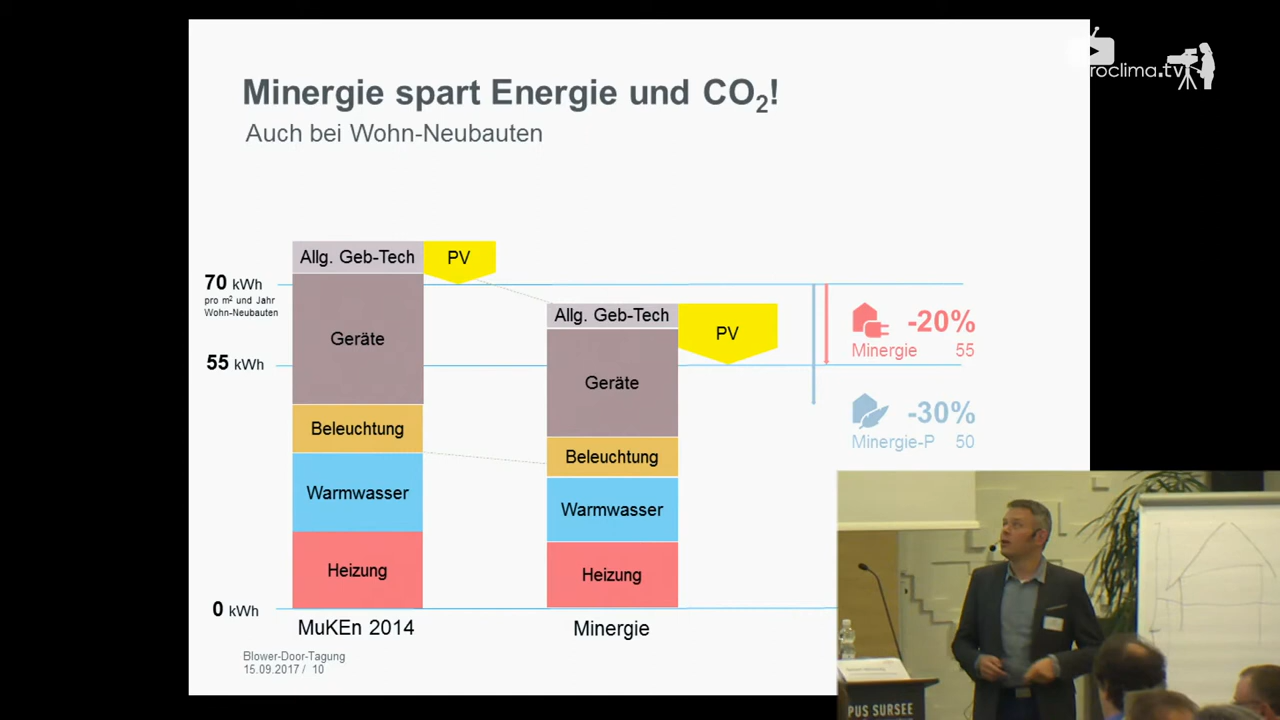 Minergie spart Energie und CO₂!
Auch bei Wohn-Neubauten
roclima.tv
Allg. Geb-Tech
PV
70 kWh
pro m² und Jahr
Wohn-Neubauten
Geräte
55 kWh
Beleuchtung
Warmwasser
Heizung
0 kWh
MuKEn 2014
Allg. Geb-Tech
PV
Geräte
Beleuchtung
Warmwasser
Heizung
Minergie
-20%
Minergie 55
-30%
Minergie-P 50
Blower-Door-Tagung
15.09.2017 / 10
PUS SURSEE